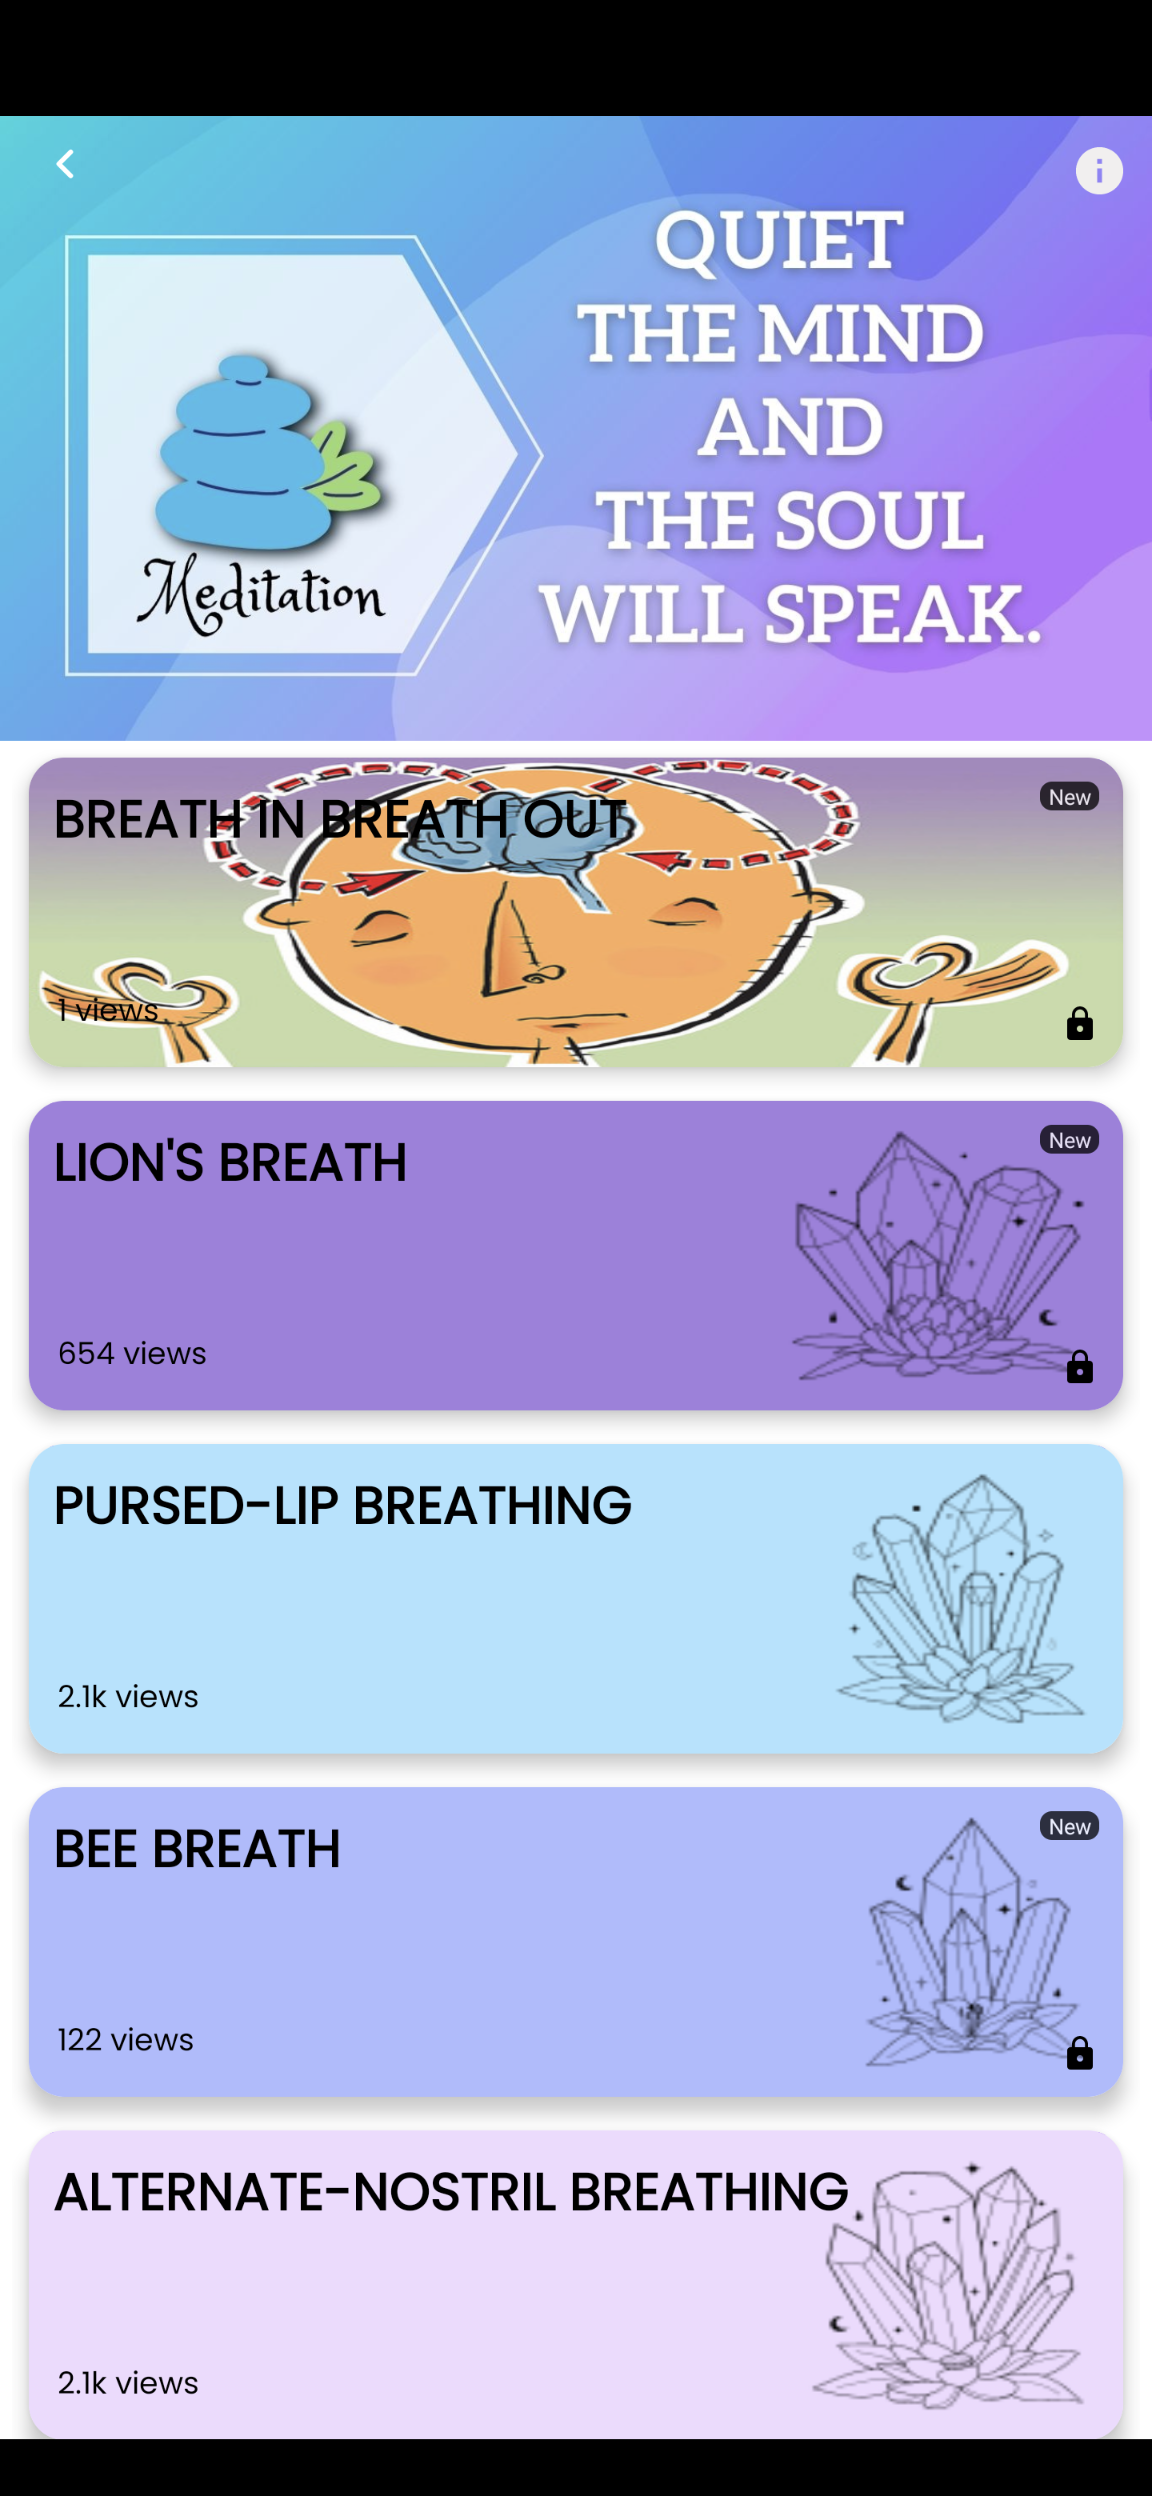 QUIET
THE MIND
AND
THE SOUL
WILL SPEAK.
Meditation
BREATH IN BREATH OUT
New
1 views
LION'S BREATH
New
654 views
PURSED-LIP BREATHING
2.1k views
BEE BREATH
New
122 views
ALTERNATE-NOSTRIL BREATHING
2.1k views